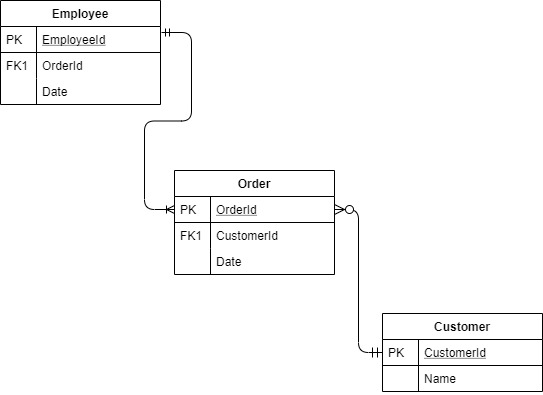 Employee
PK EmployeeId
FK1 OrderId
Date
Order
PK OrderId
FK1 CustomerId
Date
Customer
PK CustomerId
Name